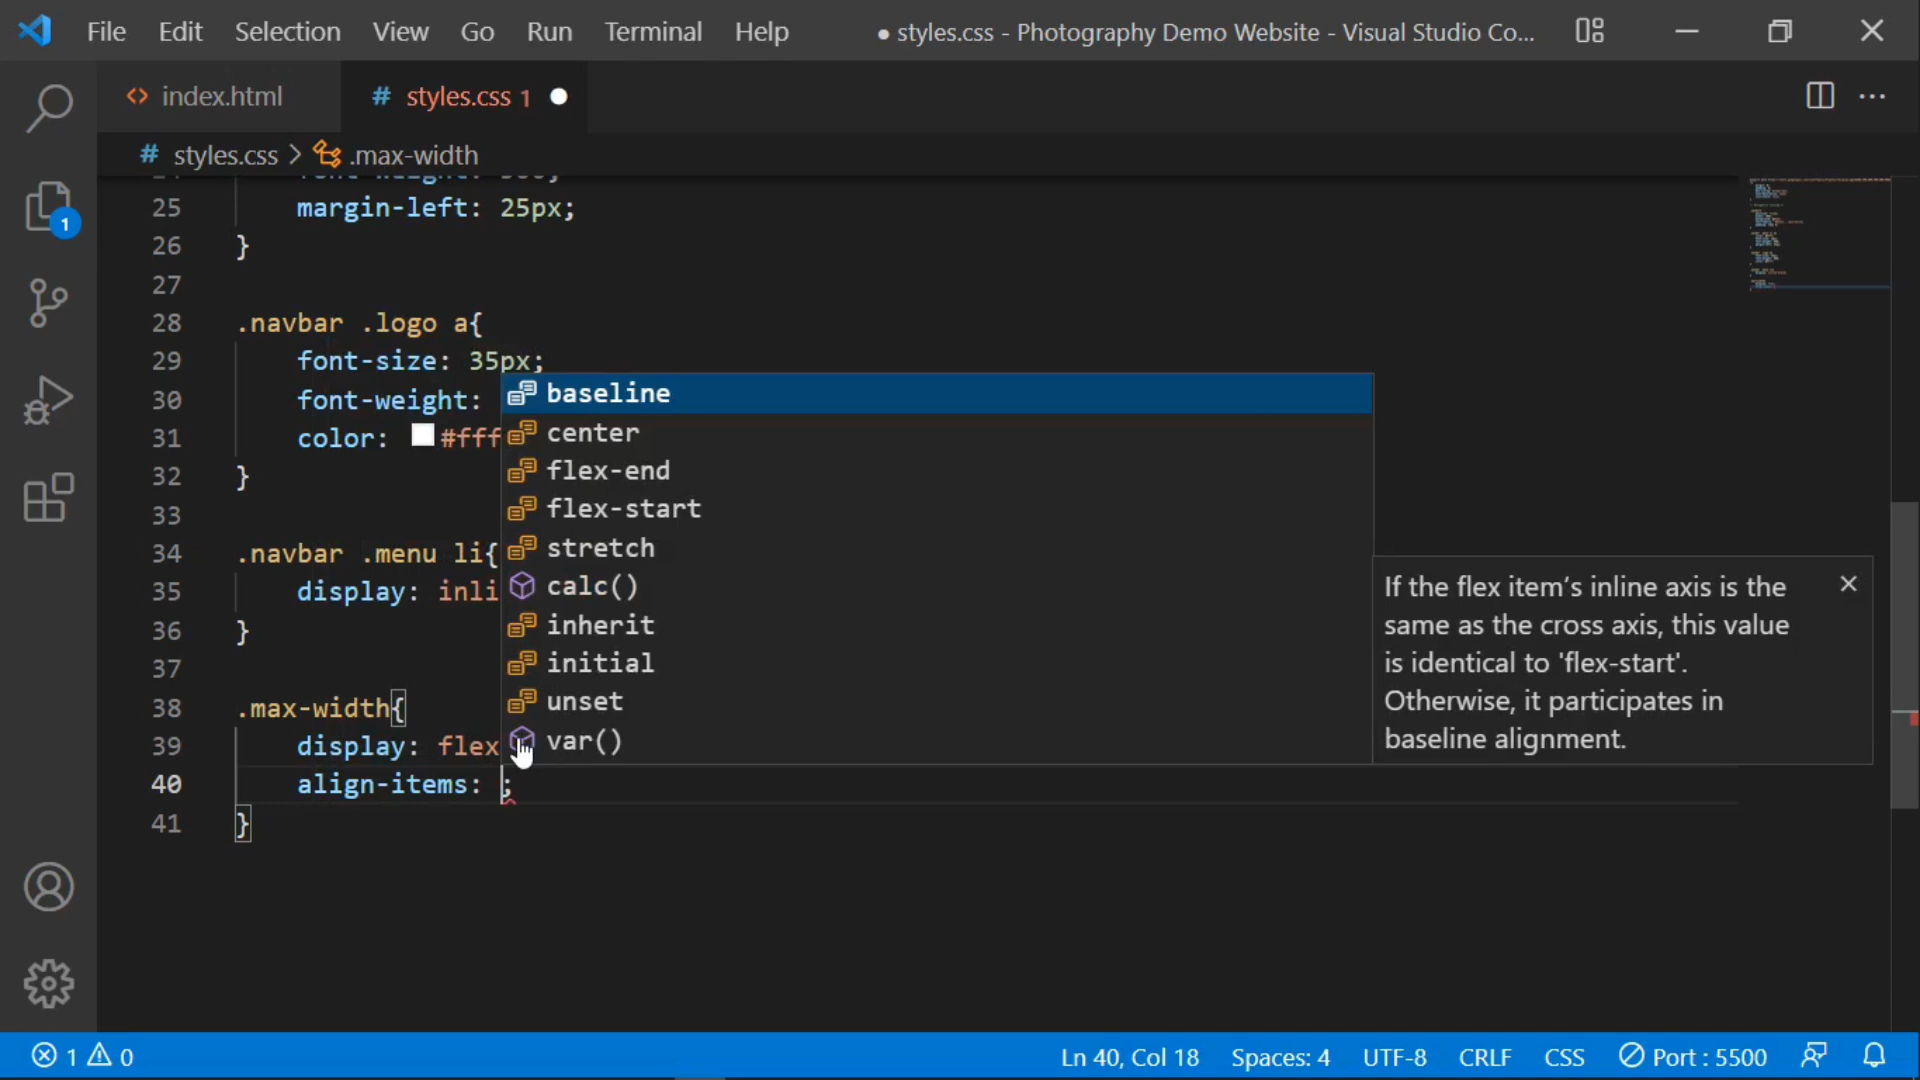 File Edit Selection View Go Run Terminal Help ● styles.css - Photography Demo Website - Visual Studio Co...
<> index.html # styles.css 1 ●
# styles.css > .max-width
25 margin-left: 25px;
26 }
27
28 .navbar .logo a{
29 font-size: 35px;
30 font-weight:
31 color: #fff
32 }
33
34 .navbar .menu li{
35 display: inli
36 }
37
38 .max-width{
39 display: flex
40 align-items: ;
41 }
baseline
center
flex-end
flex-start
stretch
calc()
inherit
initial
unset
var()
If the flex item’s inline axis is the
same as the cross axis, this value
is identical to 'flex-start'.
Otherwise, it participates in
baseline alignment.
1
1 0 Ln 40, Col 18 Spaces: 4 UTF-8 CRLF CSS Port : 5500